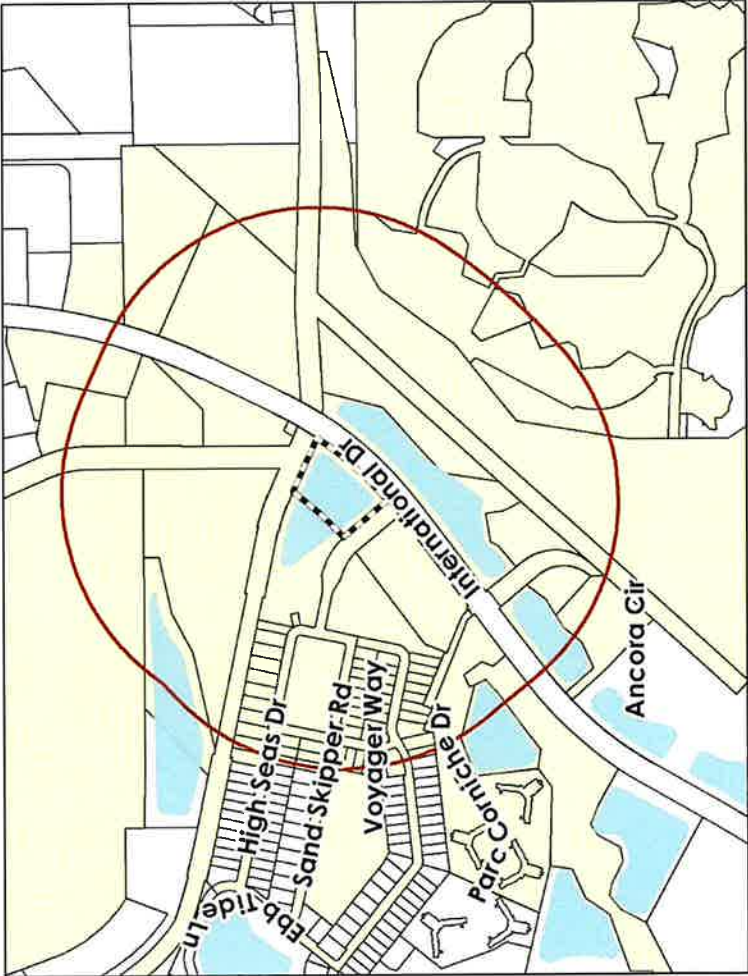 International Dr
High Seas Dr
Sand Skipper Rd
Voyager Way
Parc Corniche Dr
Ancora Cir
Ebb Tide Ln